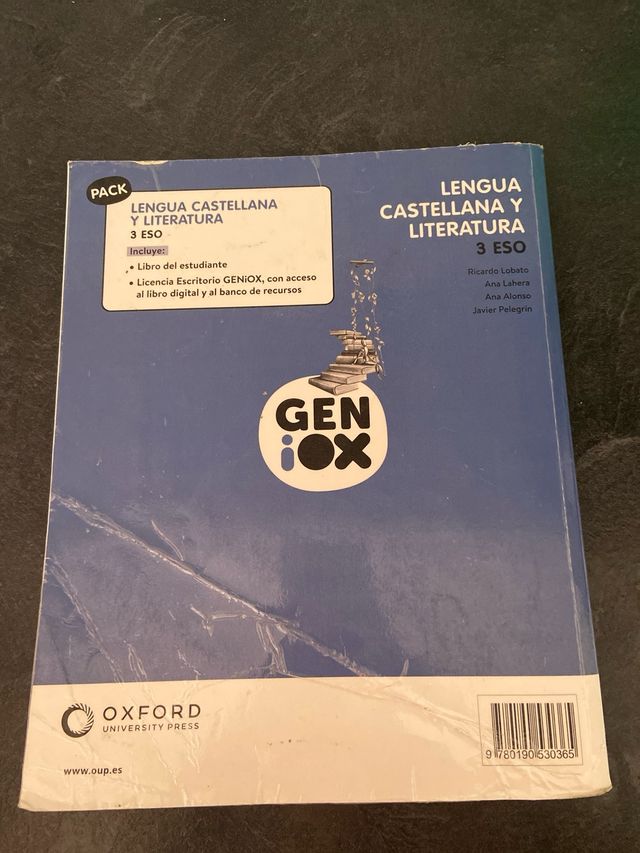 PACK
LENGUA CASTELLANA
Y LITERATURA
3 ESO
Incluye:
• Libro del estudiante
• Licencia Escritorio GENiOX, con acceso
al libro digital y al banco de recursos
LENGUA
CASTELLANA Y
LITERATURA
3 ESO
Ricardo Lobato
Ana Lahera
Ana Alonso
Javier Pelegrín
GEN
iOX
OXFORD
UNIVERSITY PRESS
www.oup.es
9 780190 530365